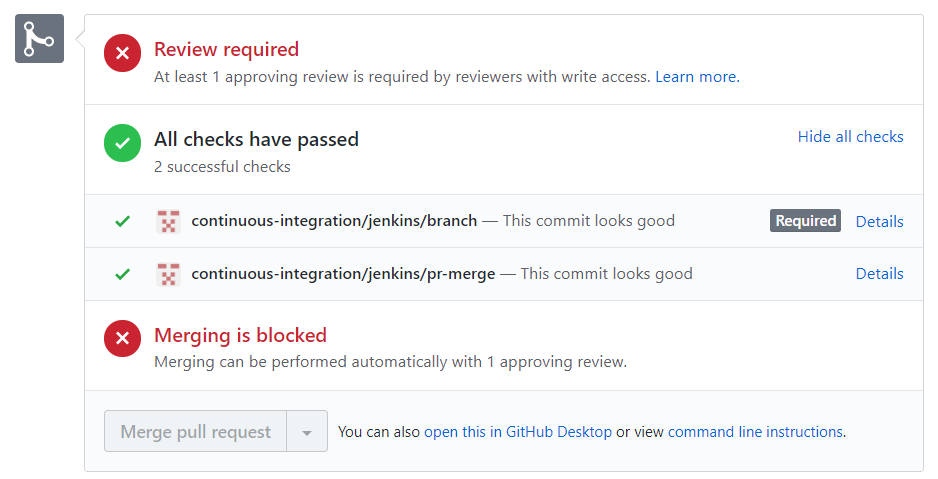 Review required
At least 1 approving review is required by reviewers with write access. Learn more.
All checks have passed
Hide all checks
2 successful checks
continuous-integration/jenkins/branch — This commit looks good Required Details
continuous-integration/jenkins/pr-merge — This commit looks good Details
Merging is blocked
Merging can be performed automatically with 1 approving review.
Merge pull request You can also open this in GitHub Desktop or view command line instructions.